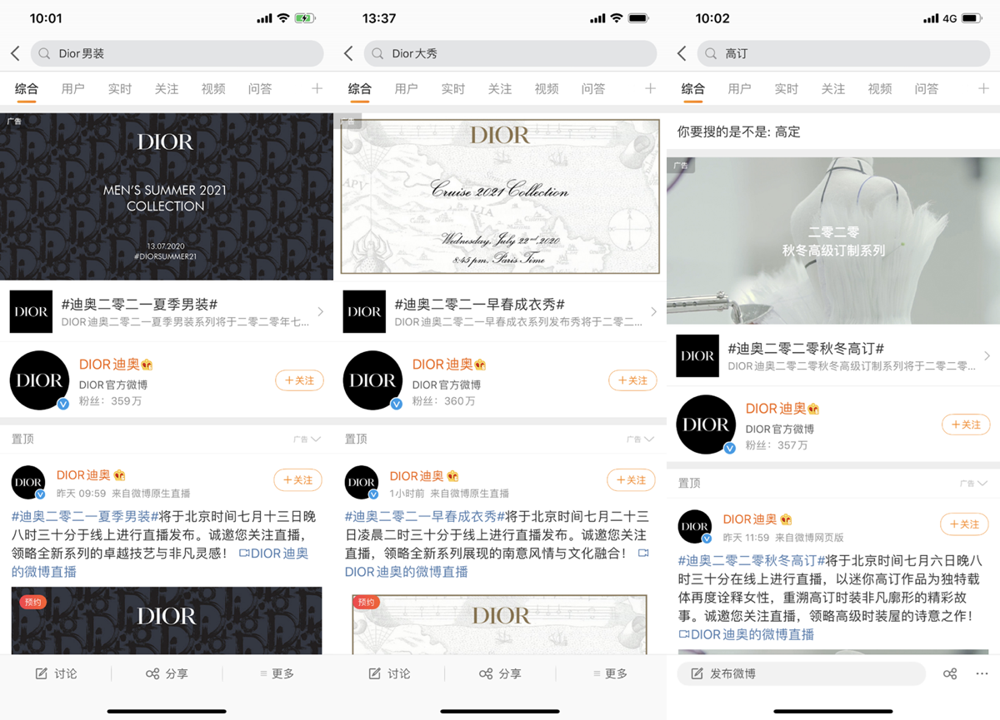 10:01
Dior男装
综合 用户 实时 关注 视频 问答
广告
DIOR
MEN'S SUMMER 2021
COLLECTION
13.07.2020
#DIORSUMMER21
DIOR
#迪奥二零二一夏季男装#
DIOR迪奥二零二一夏季男装系列将于二零二零年七...
DIOR
DIOR迪奥
DIOR官方微博
粉丝：359万
+关注
置顶
广告
DIOR
DIOR迪奥
昨天 09:59 来自微博原生直播
+关注
#迪奥二零二一夏季男装#将于北京时间七月十三日晚
八时三十分于线上进行直播发布。诚邀您关注直播，
领略全新系列的卓越技艺与非凡灵感！ DIOR迪奥
的微博直播
预约
DIOR
讨论 分享 更多
13:37
Dior大秀
综合 用户 实时 关注 视频 问答
广告
DIOR
Cruise 2021 Collection
APV
LIA
Wednesday, July 22nd, 2020
8:45 pm, Paris Time
DIOR
#迪奥二零二一早春成衣秀#
DIOR迪奥二零二一早春成衣系列发布秀将于二零二...
DIOR
DIOR迪奥
DIOR官方微博
粉丝：360万
+关注
置顶
广告
DIOR
DIOR迪奥
1小时前 来自微博原生直播
+关注
#迪奥二零二一早春成衣秀#将于北京时间七月二十三
日凌晨二时三十分于线上进行直播发布。诚邀您关注
直播，领略全新系列展现的南意风情与文化融合！
DIOR迪奥的微博直播
预约
DIOR
讨论 分享 更多
10:02 4G
高订
综合 用户 实时 关注 视频 问答
你要搜的是不是: 高定
广告
二零二零
秋冬高级订制系列
DIOR
#迪奥二零二零秋冬高订#
DIOR迪奥二零二零秋冬高级订制系列将于二零二零...
DIOR
DIOR迪奥
DIOR官方微博
粉丝：357万
+关注
置顶
广告
DIOR
DIOR迪奥
昨天 11:59 来自微博网页版
+关注
#迪奥二零二零秋冬高订#将于北京时间七月六日晚八
时三十分在线上进行直播，以迷你高订作品为独特载
体再度诠释女性，重溯高订时装非凡廓形的精彩故
事。诚邀您关注直播，领略高级时装屋的诗意之作！
DIOR迪奥的微博直播
发布微博